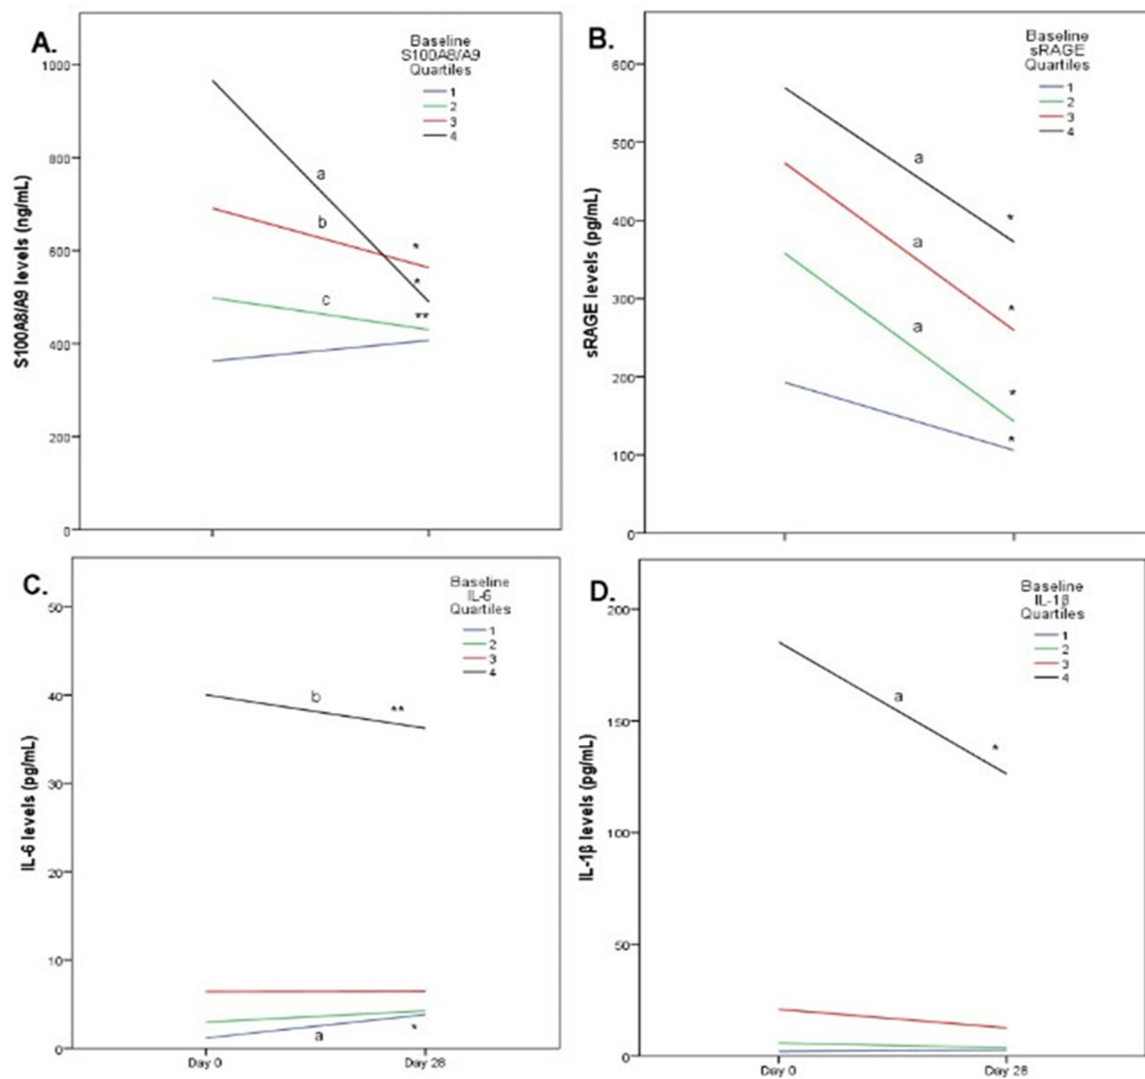 A.
Baseline
S100A8/A9
Quartiles
1
2
3
4
1000
800
600
400
200
0
S100A8/A9 levels (ng/mL)
a
b
c
*
*
**
B.
Baseline
sRAGE
Quartiles
1
2
3
4
600
500
400
300
200
100
0
sRAGE levels (pg/mL)
a
a
a
*
*
*
*
C.
Baseline
IL-6
Quartiles
1
2
3
4
50
40
30
20
10
0
IL-6 levels (pg/mL)
b
**
a
*
Day 0
Day 28
D.
Baseline
IL-1β
Quartiles
1
2
3
4
200
150
100
50
0
IL-1β levels (pg/mL)
a
*
Day 0
Day 28